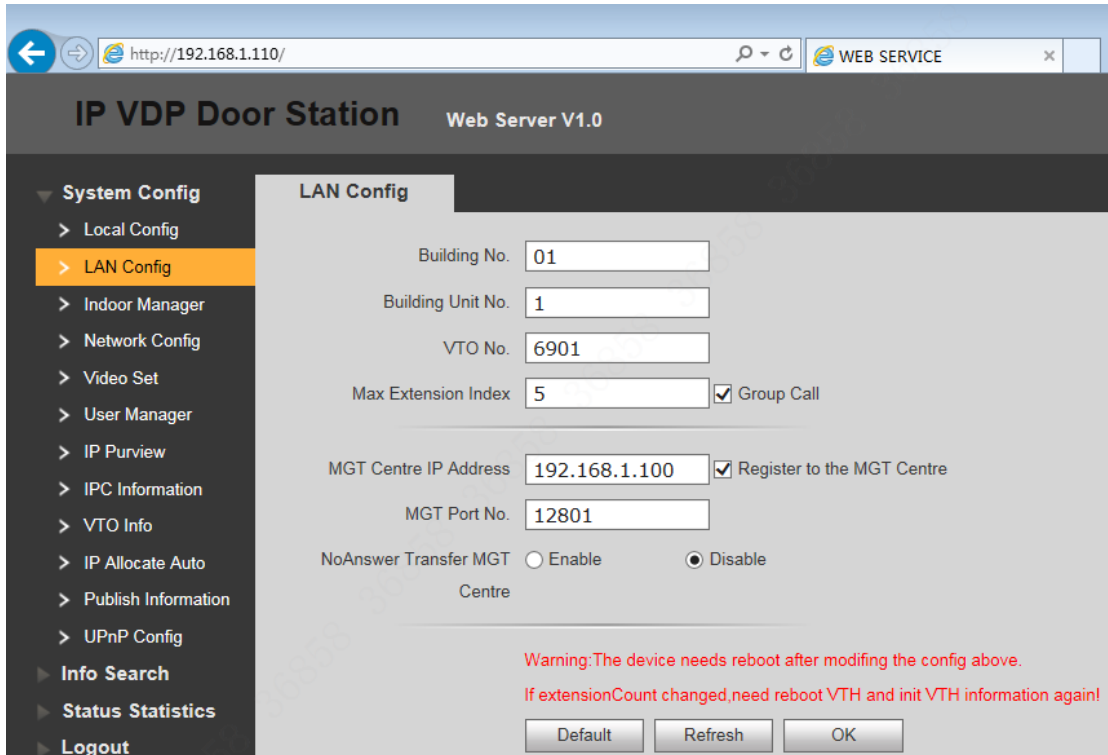 http://192.168.1.110/
WEB SERVICE
IP VDP Door Station Web Server V1.0
System Config
Local Config
LAN Config
Indoor Manager
Network Config
Video Set
User Manager
IP Purview
IPC Information
VTO Info
IP Allocate Auto
Publish Information
UPnP Config
Info Search
Status Statistics
Logout
LAN Config
Building No. 01
Building Unit No. 1
VTO No. 6901
Max Extension Index 5 Group Call
MGT Centre IP Address 192.168.1.100 Register to the MGT Centre
MGT Port No. 12801
NoAnswer Transfer MGT Enable Disable
Centre
Warning:The device needs reboot after modifing the config above.
If extensionCount changed,need reboot VTH and init VTH information again!
Default Refresh OK